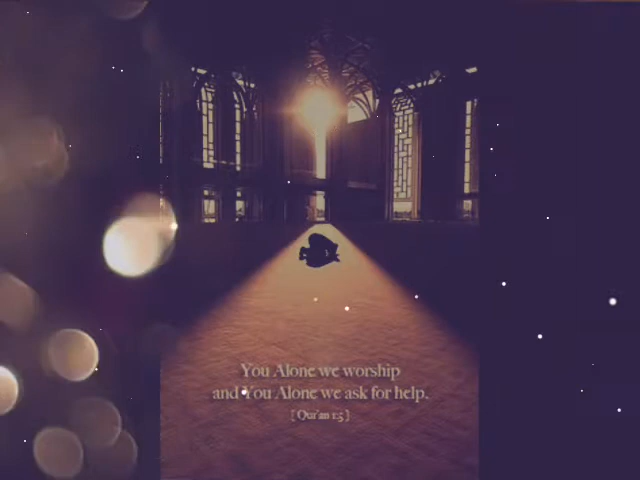 You Alone we worship
and You Alone we ask for help.
[ Qur'an 1:5 ]